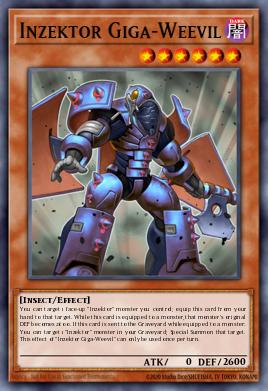 INZEKTOR GIGA-WEEVIL
DARK
闇
[INSECT/EFFECT]
You can target 1 face-up "Inzektor" monster you control; equip this card from your
hand to that target. While this card is equipped to a monster, that monster's original
DEF becomes 2600. If this card is sent to the Graveyard while equipped to a monster:
You can target 1 "Inzektor" monster in your Graveyard; Special Summon that target.
This effect of "Inzektor Giga-Weevil" can only be used once per turn.
ATK/ 0 DEF/2600
©2020 Studio Dice/SHUEISHA, TV TOKYO, KONAMI